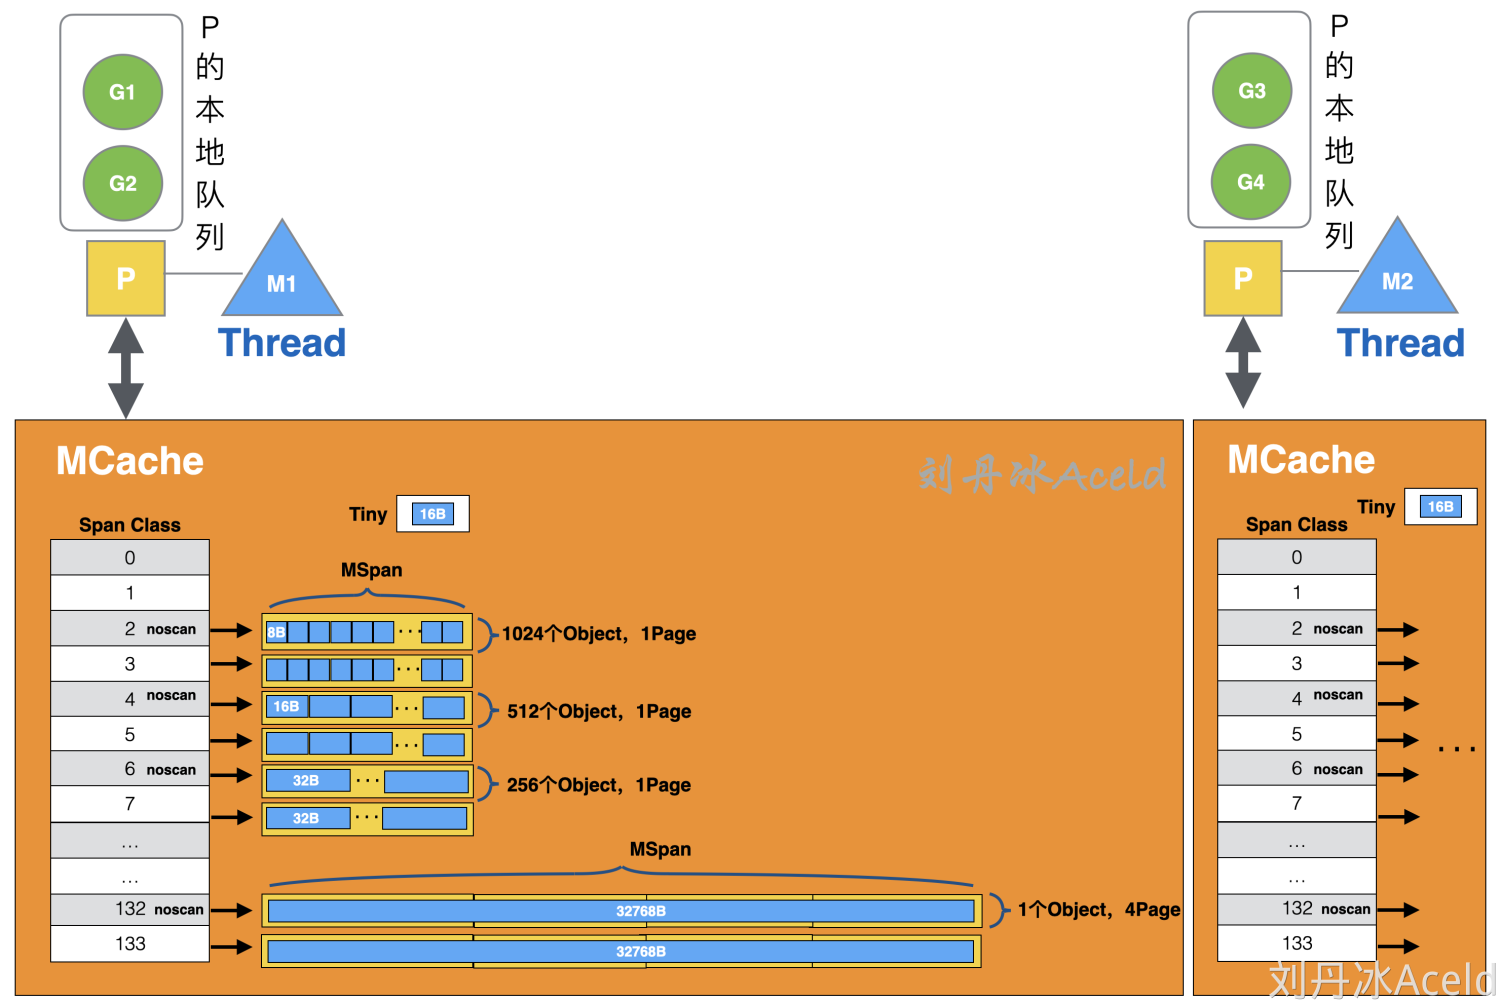 P的本地队列
G1
G2
P
M1
Thread
P的本地队列
G3
G4
P
M2
Thread
MCache
刘丹冰Aceld
Tiny
16B
Span Class
0
1
2 noscan
3
4 noscan
5
6 noscan
7
...
...
132 noscan
133
MSpan
8B
...
1024个Object，1Page
...
16B
...
512个Object，1Page
...
32B
...
256个Object，1Page
32B
...
MSpan
32768B
1个Object，4Page
32768B
MCache
Tiny
16B
Span Class
0
1
2 noscan
3
4 noscan
5
6 noscan
7
...
...
132 noscan
133
...
刘丹冰Aceld